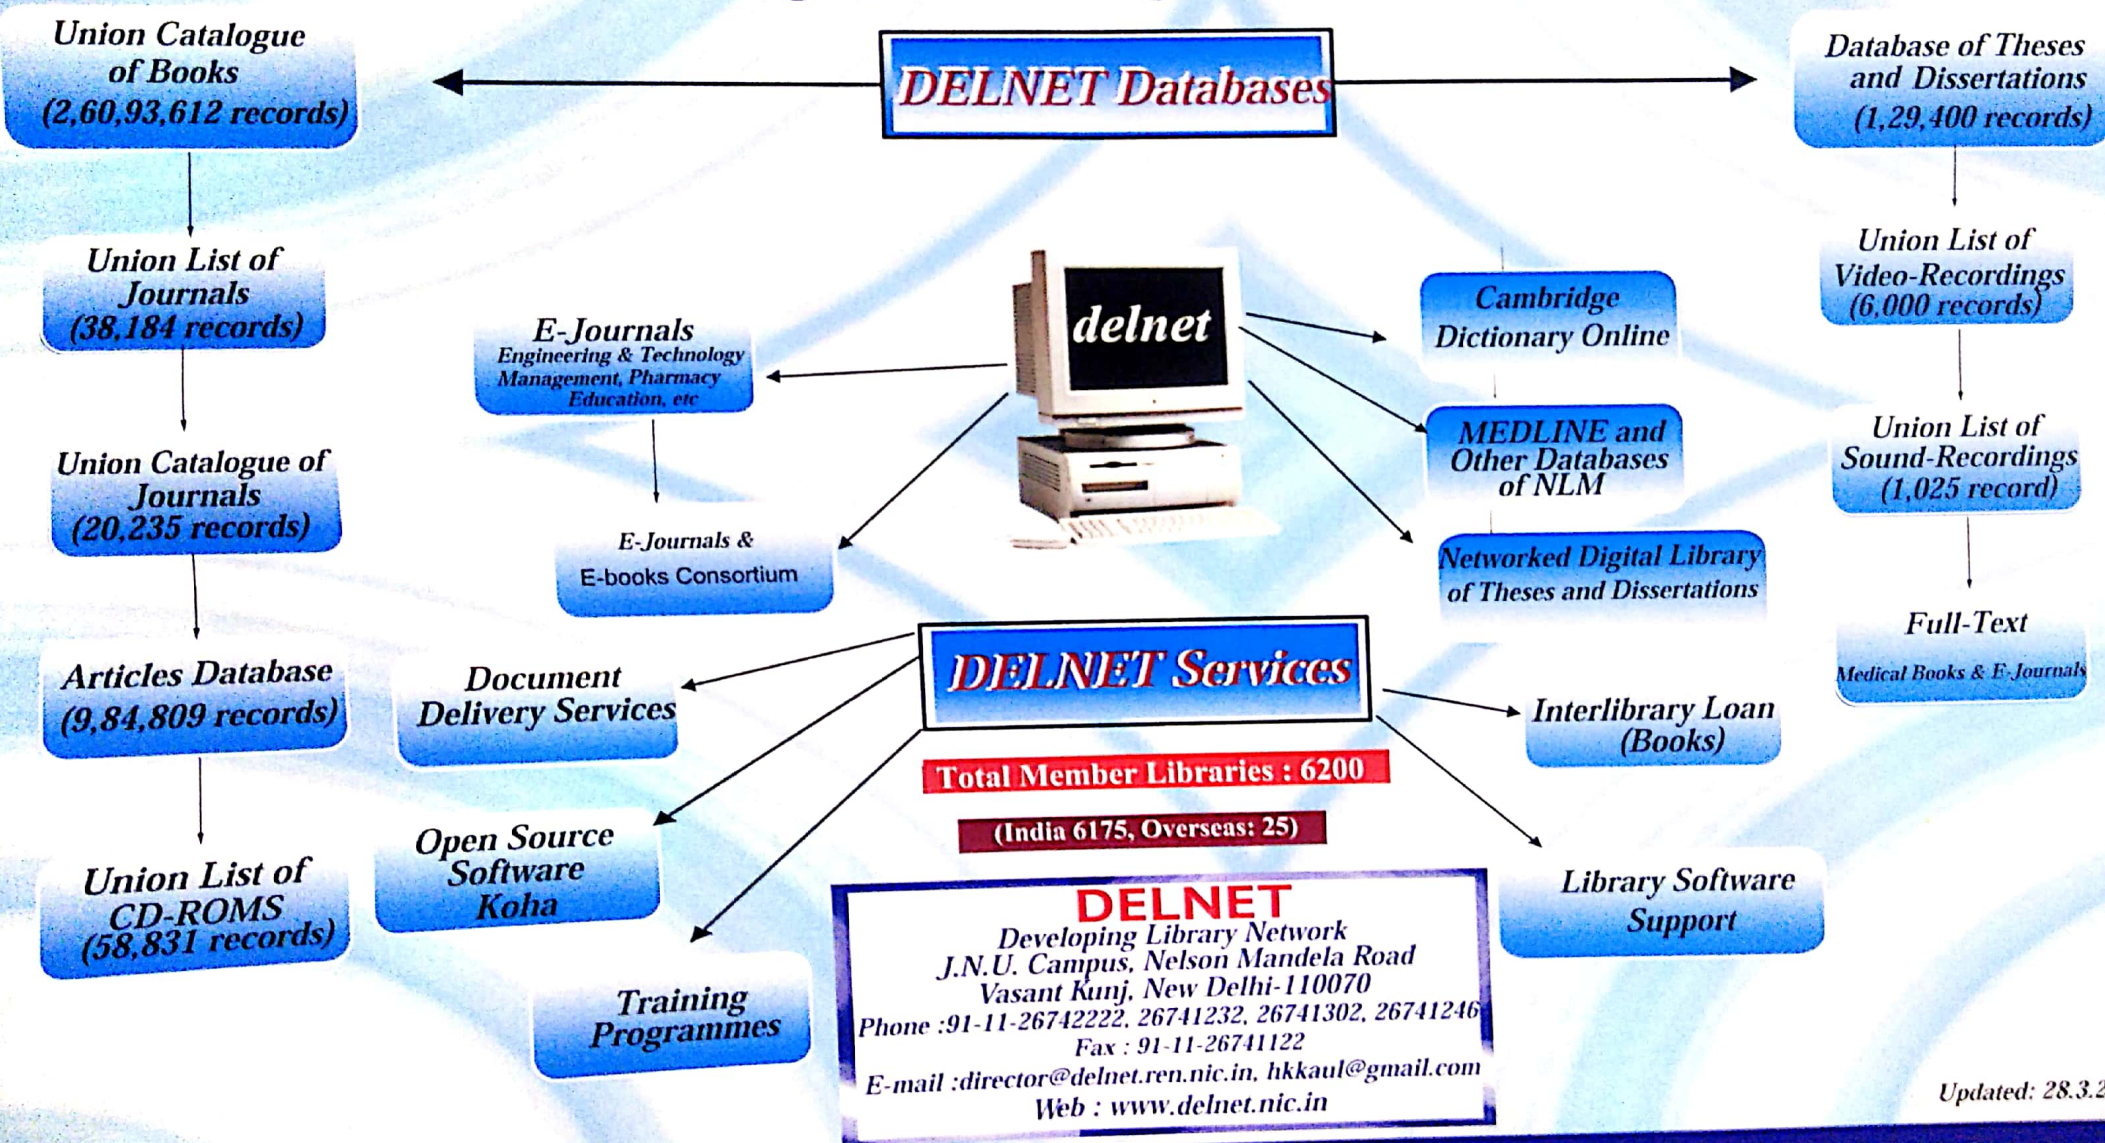 DELNET Databases
Union Catalogue
of Books
(2,60,93,612 records)
Union List of
Journals
(38,184 records)
Union Catalogue of
Journals
(20,235 records)
Articles Database
(9,84,809 records)
Union List of
CD-ROMS
(58,831 records)
Database of Theses
and Dissertations
(1,29,400 records)
Union List of
Video-Recordings
(6,000 records)
Union List of
Sound-Recordings
(1,025 record)
Full-Text
Medical Books & E-Journals
delnet
E-Journals
Engineering & Technology
Management, Pharmacy
Education, etc
E-Journals &
E-books Consortium
Cambridge
Dictionary Online
MEDLINE and
Other Databases
of NLM
Networked Digital Library
of Theses and Dissertations
DELNET Services
Document
Delivery Services
Open Source
Software
Koha
Training
Programmes
Interlibrary Loan
(Books)
Library Software
Support
Total Member Libraries : 6200
(India 6175, Overseas: 25)
DELNET
Developing Library Network
J.N.U. Campus, Nelson Mandela Road
Vasant Kunj, New Delhi-110070
Phone :91-11-26742222, 26741232, 26741302, 26741246
Fax : 91-11-26741122
E-mail :director@delnet.ren.nic.in, hkkaul@gmail.com
Web : www.delnet.nic.in
Updated: 28.3.2